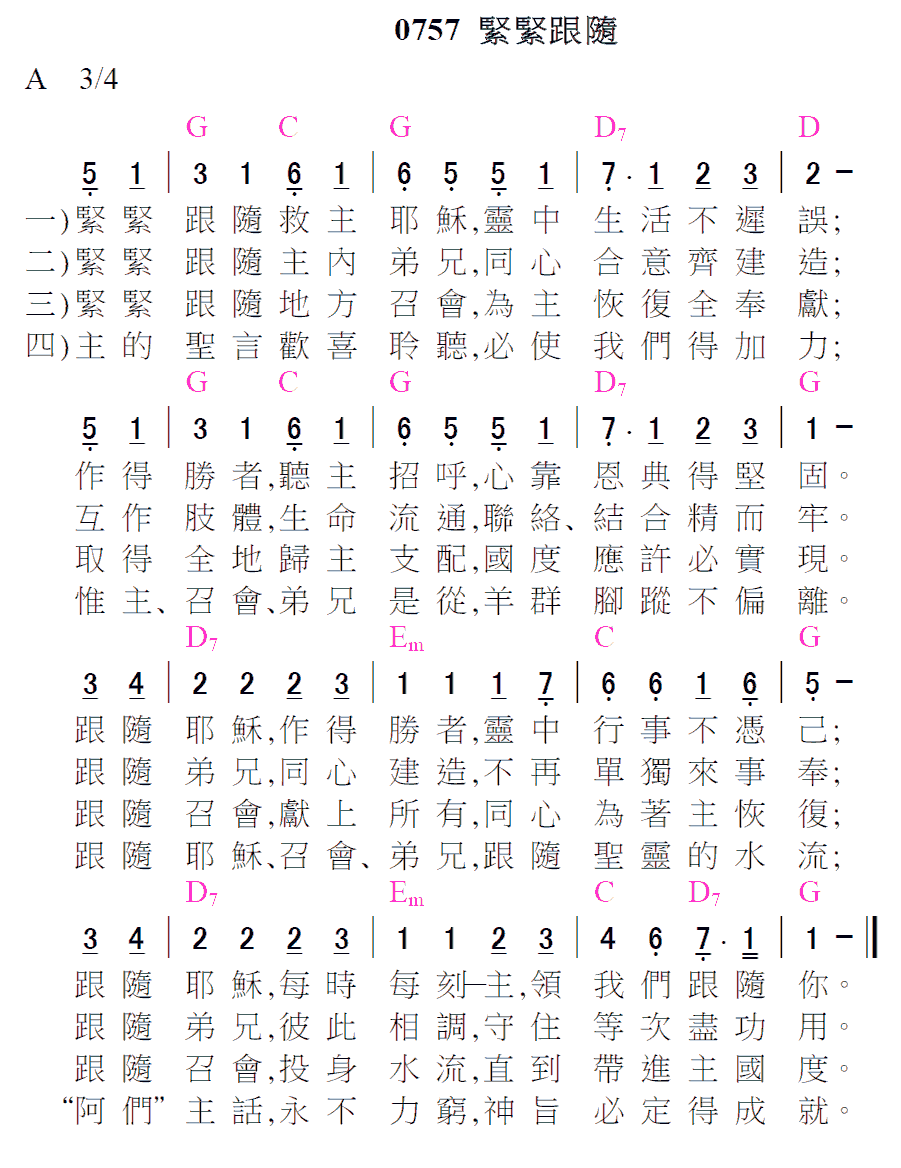 0757 緊緊跟隨
A 3/4
G C G D7 D
5 1 | 3 1 6 1 | 6 5 5 1 | 7 · 1 2 3 | 2 –
一)緊緊 跟隨救主 耶穌,靈中 生活不遲 誤;
二)緊緊 跟隨主內 弟兄,同心 合意齊建 造;
三)緊緊 跟隨地方 召會,為主 恢復全奉 獻;
四)主的 聖言歡喜 聆聽,必使 我們得加 力;
G C G D7 G
5 1 | 3 1 6 1 | 6 5 5 1 | 7 · 1 2 3 | 1 –
作得 勝者,聽主 招呼,心靠 恩典得堅 固。
互作 肢體,生命 流通,聯絡、結合精而 牢。
取得 全地歸主 支配,國度 應許必實 現。
惟主、召會、弟兄 是從,羊群 腳蹤不偏 離。
D7 Em C G
3 4 | 2 2 2 3 | 1 1 1 7 | 6 6 1 6 | 5 –
跟隨 耶穌,作得 勝者,靈中 行事不憑 己;
跟隨 弟兄,同心 建造,不再 單獨來事 奉;
跟隨 召會,獻上 所有,同心 為著主恢 復;
跟隨 耶穌、召會、弟兄,跟隨 聖靈的水 流;
D7 Em C D7 G
3 4 | 2 2 2 3 | 1 1 2 3 | 4 6 7 · 1 | 1 –
跟隨 耶穌,每時 每刻─主,領 我們跟隨 你。
跟隨 弟兄,彼此 相調,守住 等次盡功 用。
跟隨 召會,投身 水流,直到 帶進主國 度。
“阿們”主話,永不 力窮,神旨 必定得成 就。